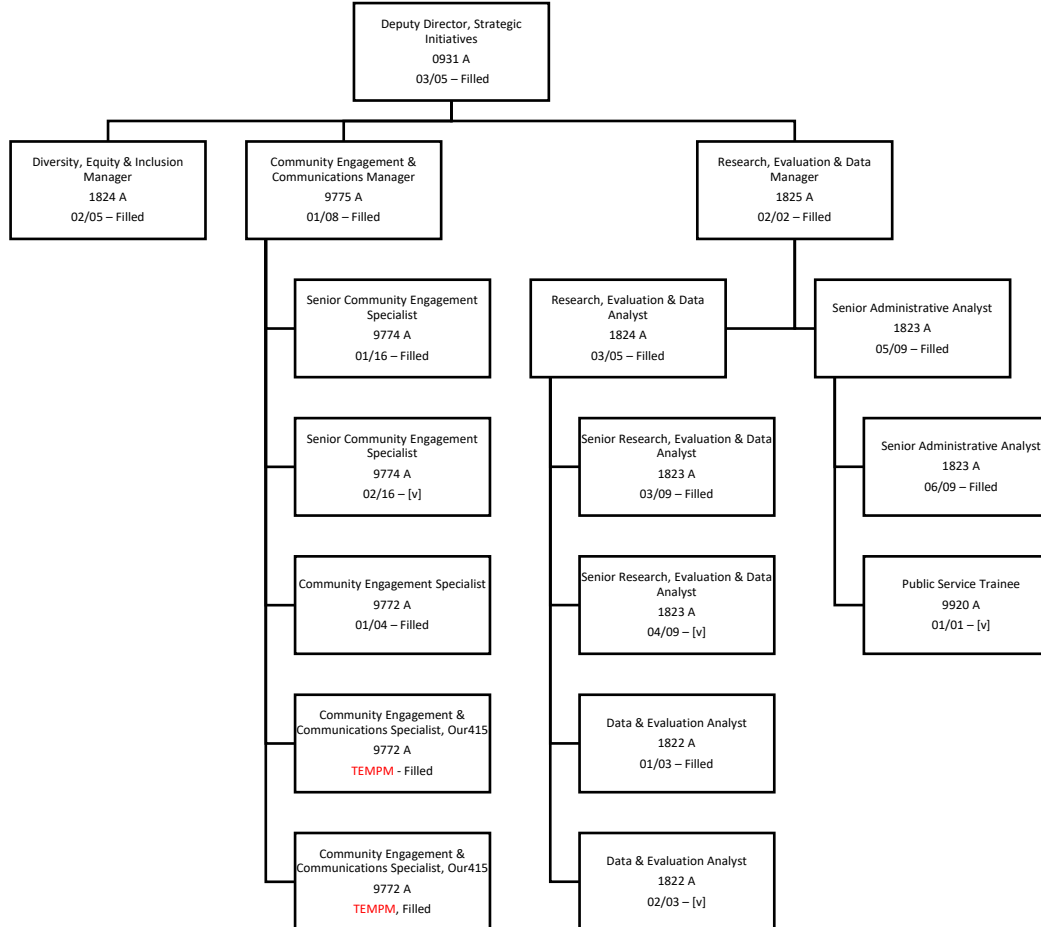 Deputy Director, Strategic
Initiatives
0931 A
03/05 – Filled
Diversity, Equity & Inclusion
Manager
1824 A
02/05 – Filled
Community Engagement &
Communications Manager
9775 A
01/08 – Filled
Research, Evaluation & Data
Manager
1825 A
02/02 – Filled
Senior Community Engagement
Specialist
9774 A
01/16 – Filled
Senior Community Engagement
Specialist
9774 A
02/16 – [v]
Community Engagement Specialist
9772 A
01/04 – Filled
Community Engagement &
Communications Specialist, Our415
9772 A
TEMPM - Filled
Community Engagement &
Communications Specialist, Our415
9772 A
TEMPM, Filled
Research, Evaluation & Data
Analyst
1824 A
03/05 – Filled
Senior Research, Evaluation & Data
Analyst
1823 A
03/09 – Filled
Senior Research, Evaluation & Data
Analyst
1823 A
04/09 – [v]
Data & Evaluation Analyst
1822 A
01/03 – Filled
Data & Evaluation Analyst
1822 A
02/03 – [v]
Senior Administrative Analyst
1823 A
05/09 – Filled
Senior Administrative Analyst
1823 A
06/09 – Filled
Public Service Trainee
9920 A
01/01 – [v]